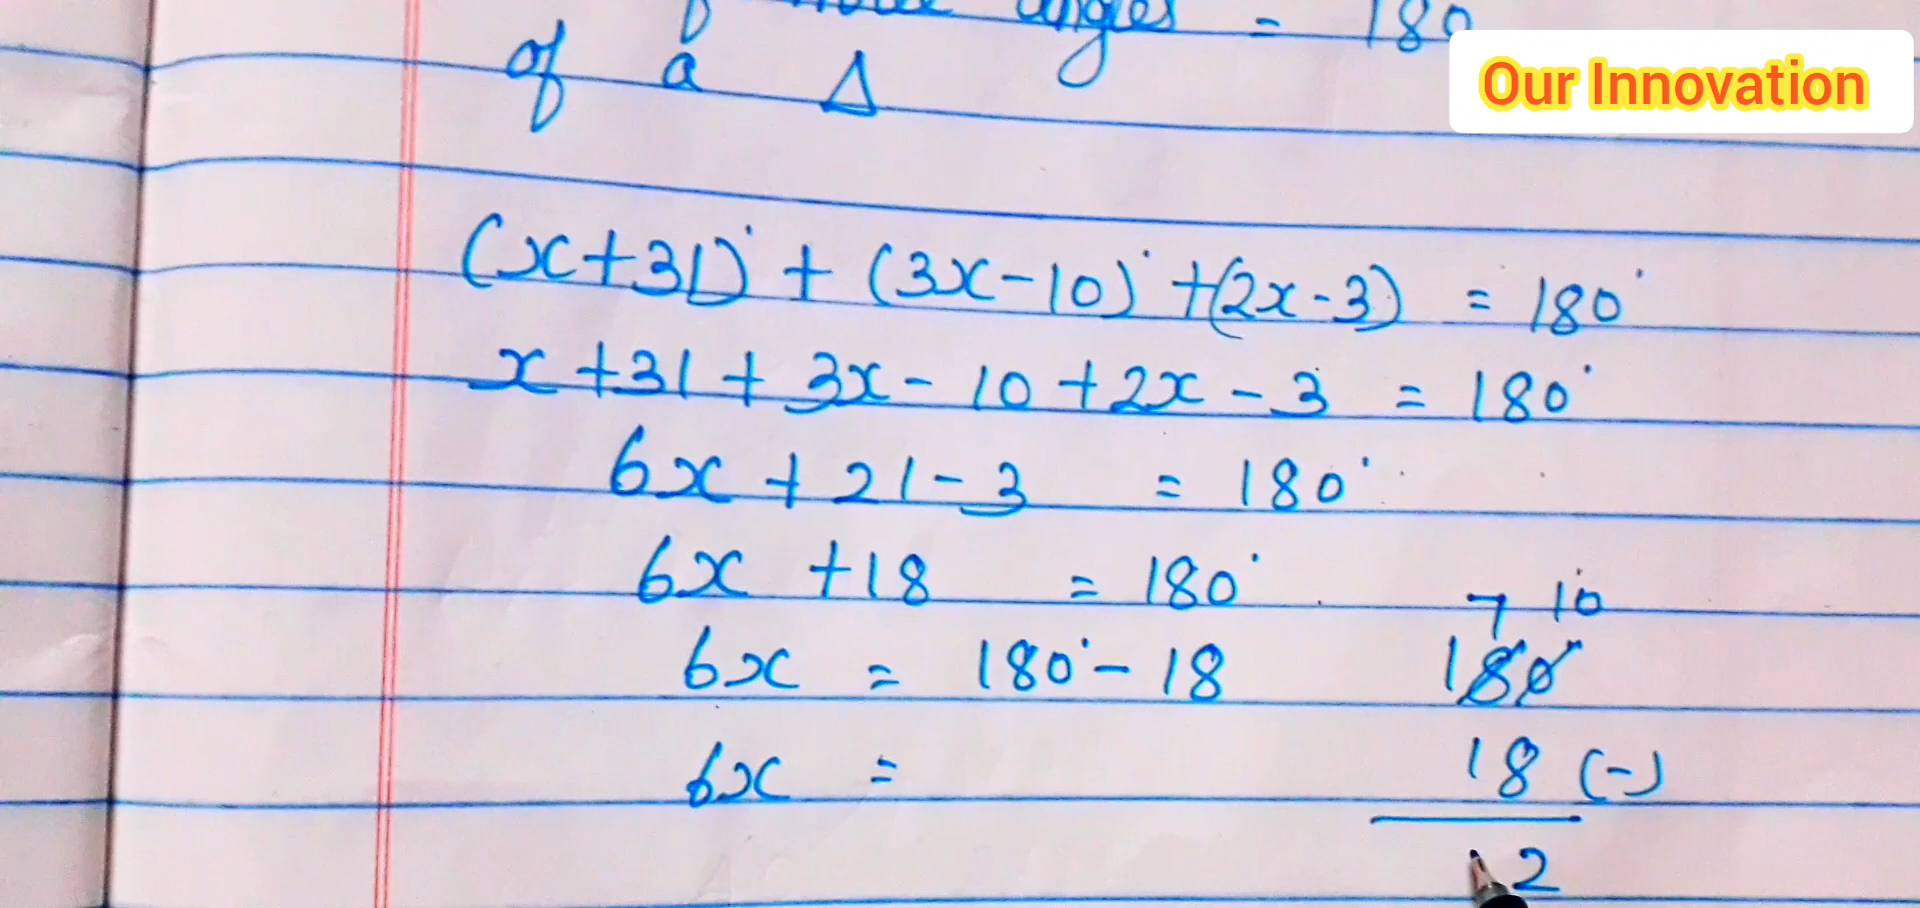 angles = 180
Our Innovation
of a Δ
(x+31)° + (3x-10)° +(2x-3) = 180°
x +31 + 3x - 10 +2x - 3 = 180°
6x + 21 - 3 = 180°
6x +18 = 180°
7 10
6x = 180° - 18
180
6x =
18 (-)
2